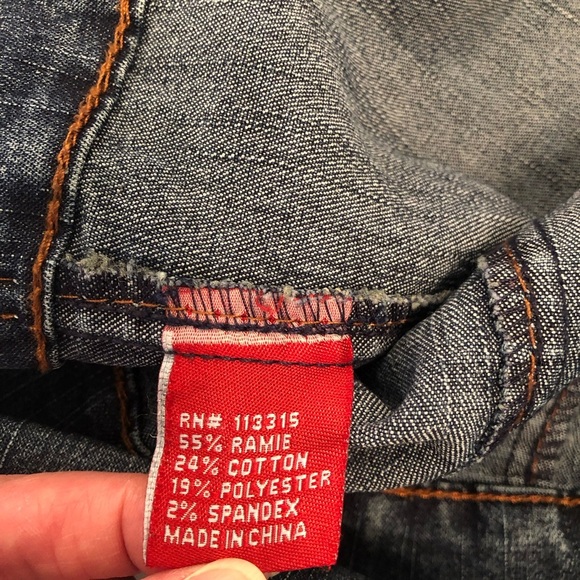 RN# 113315
55% RAMIE
24% COTTON
19% POLYESTER
2% SPANDEX
MADE IN CHINA